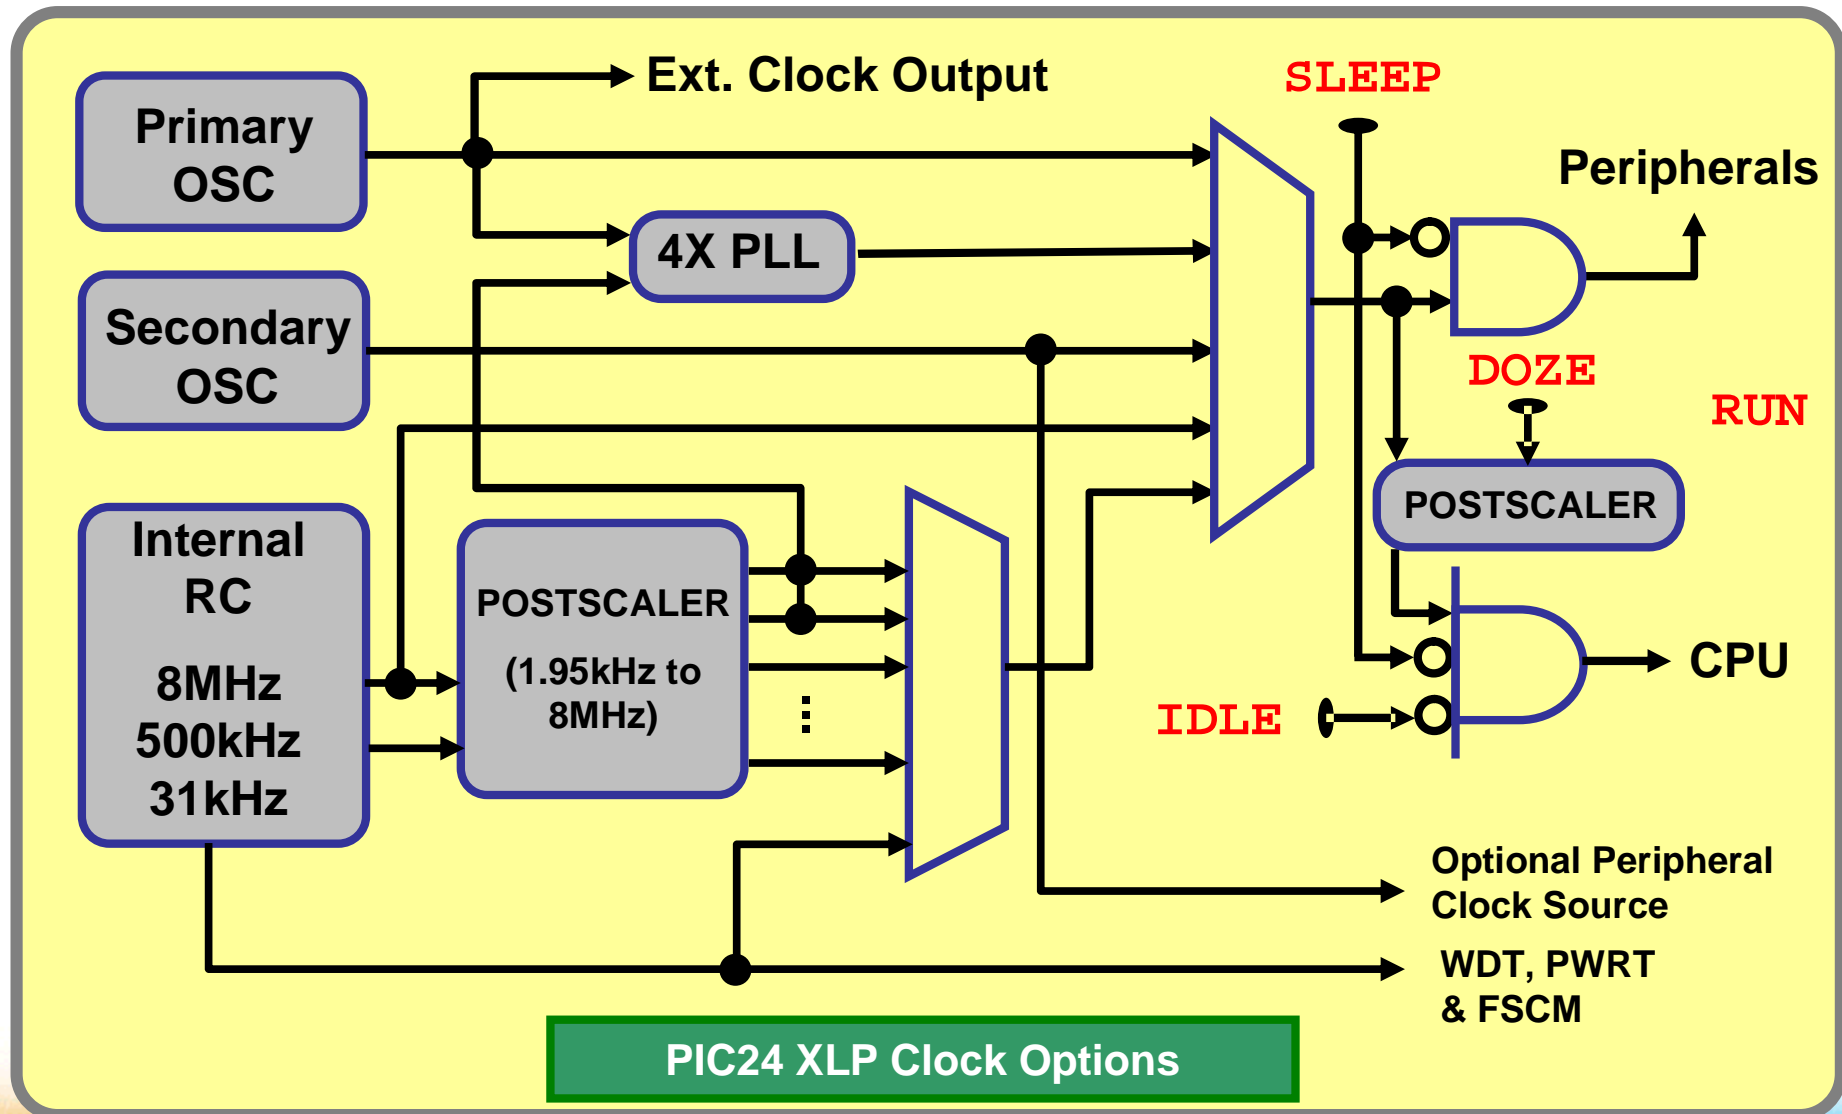 Ext. Clock Output
SLEEP
Primary
OSC
Peripherals
4X PLL
Secondary
OSC
DOZE
RUN
POSTSCALER
Internal
RC
8MHz
500kHz
31kHz
POSTSCALER
(1.95kHz to
8MHz)
IDLE
CPU
Optional Peripheral
Clock Source
WDT, PWRT
& FSCM
PIC24 XLP Clock Options